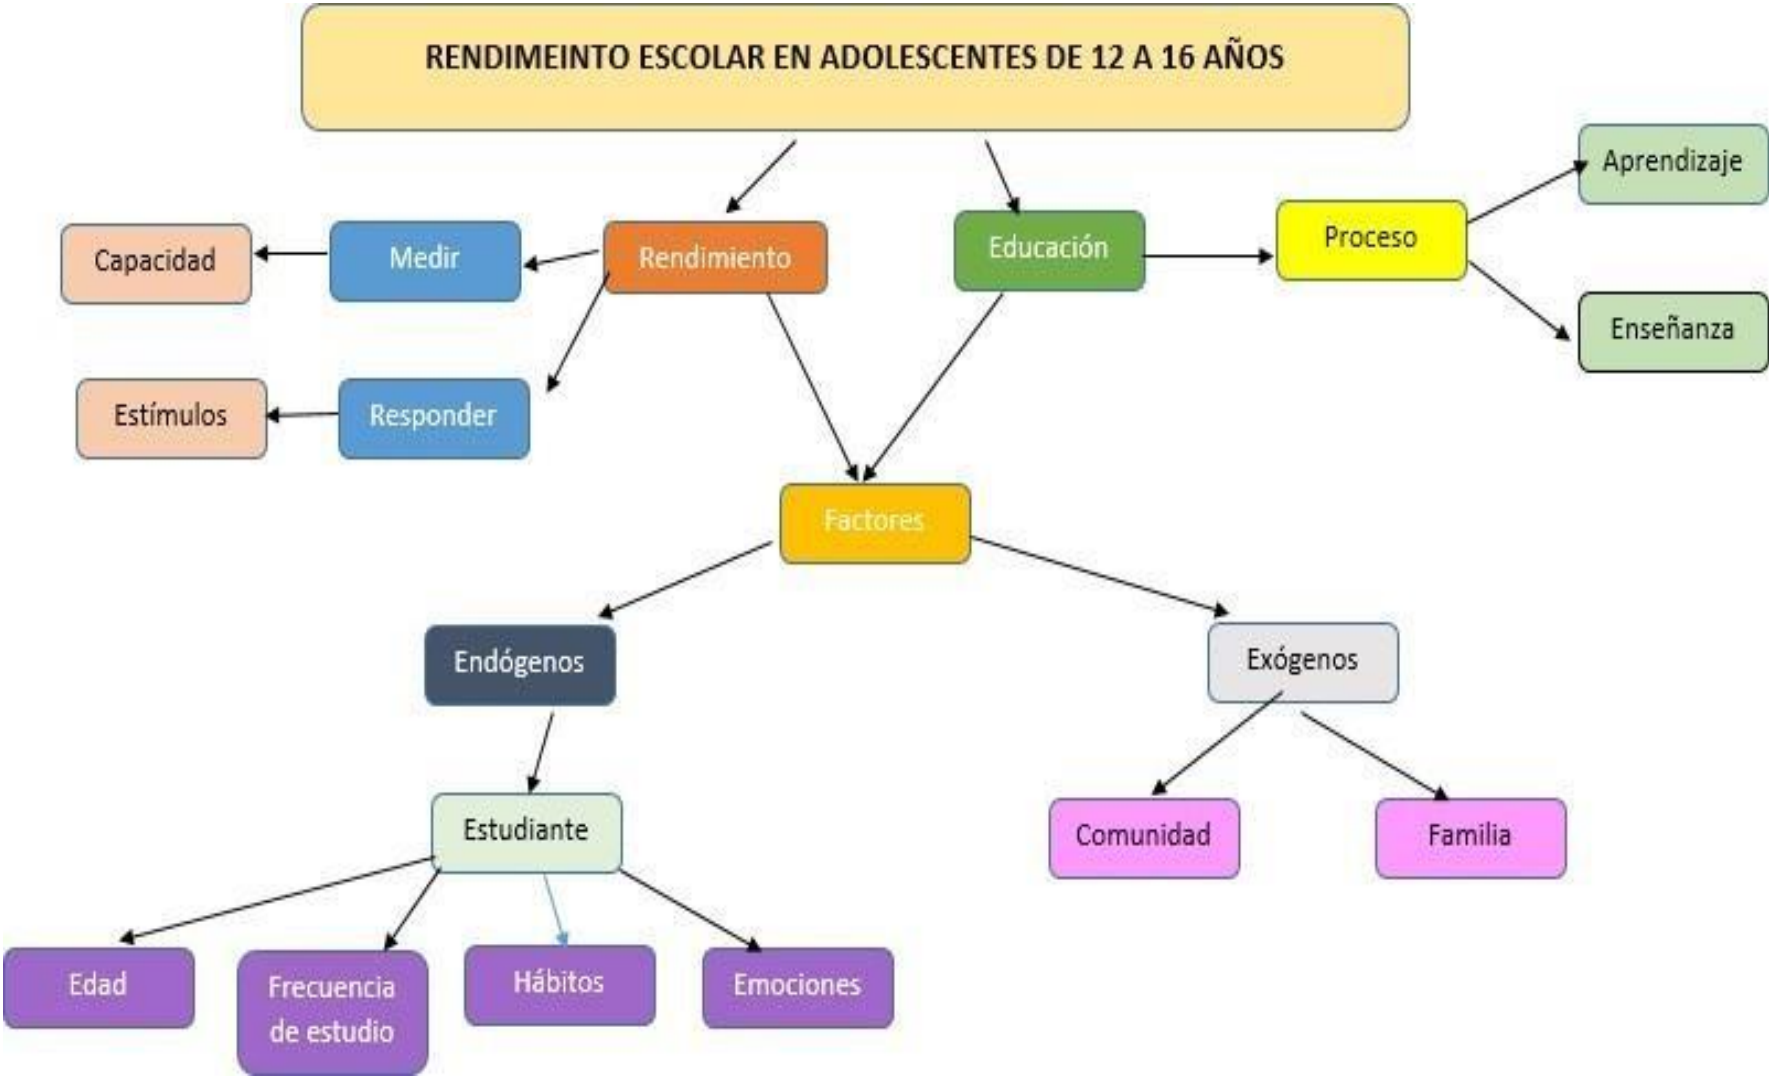 RENDIMEINTO ESCOLAR EN ADOLESCENTES DE 12 A 16 AÑOS
Aprendizaje
Capacidad
Medir
Rendimiento
Educación
Proceso
Enseñanza
Estímulos
Responder
Factores
Endógenos
Exógenos
Estudiante
Comunidad
Familia
Edad
Frecuencia
de estudio
Hábitos
Emociones